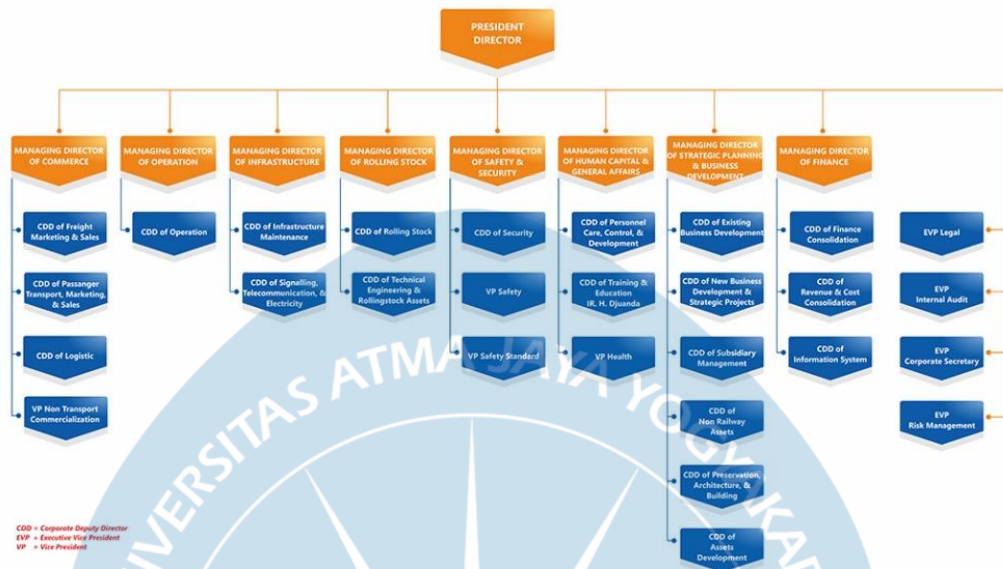 PRESIDENT
DIRECTOR
MANAGING DIRECTOR
OF COMMERCE
MANAGING DIRECTOR
OF OPERATION
MANAGING DIRECTOR
OF INFRASTRUCTURE
MANAGING DIRECTOR
OF ROLLING STOCK
MANAGING DIRECTOR
OF SAFETY &
SECURITY
MANAGING DIRECTOR
OF HUMAN CAPITAL &
GENERAL AFFAIRS
MANAGING DIRECTOR
OF STRATEGIC PLANNING
& BUSINESS
DEVELOPMENT
MANAGING DIRECTOR
OF FINANCE
CDD of Freight
Marketing & Sales
CDD of Passanger
Transport, Marketing,
& Sales
CDD of Logistic
VP Non Transport
Commercialization
CDD of Operation
CDD of Infrastructure
Maintenance
CDD of Signalling,
Telecommunication, &
Electricity
CDD of Rolling Stock
CDD of Technical
Engineering &
Rollingstock Assets
CDD of Security
VP Safety
VP Safety Standard
CDD of Personnel
Care, Control, &
Development
CDD of Training &
Education
IR. H. Djuanda
VP Health
CDD of Existing
Business Development
CDD of New Business
Development &
Strategic Projects
CDD of Subsidiary
Management
CDD of
Non Railway
Assets
CDD of Preservation,
Architecture, &
Building
CDD of
Assets
Development
CDD of Finance
Consolidation
CDD of
Revenue & Cost
Consolidation
CDD of
Information System
EVP Legal
EVP
Internal Audit
EVP
Corporate Secretary
EVP
Risk Management
CDD = Corporate Deputy Director
EVP = Executive Vice President
VP = Vice President
ATMA JAYA